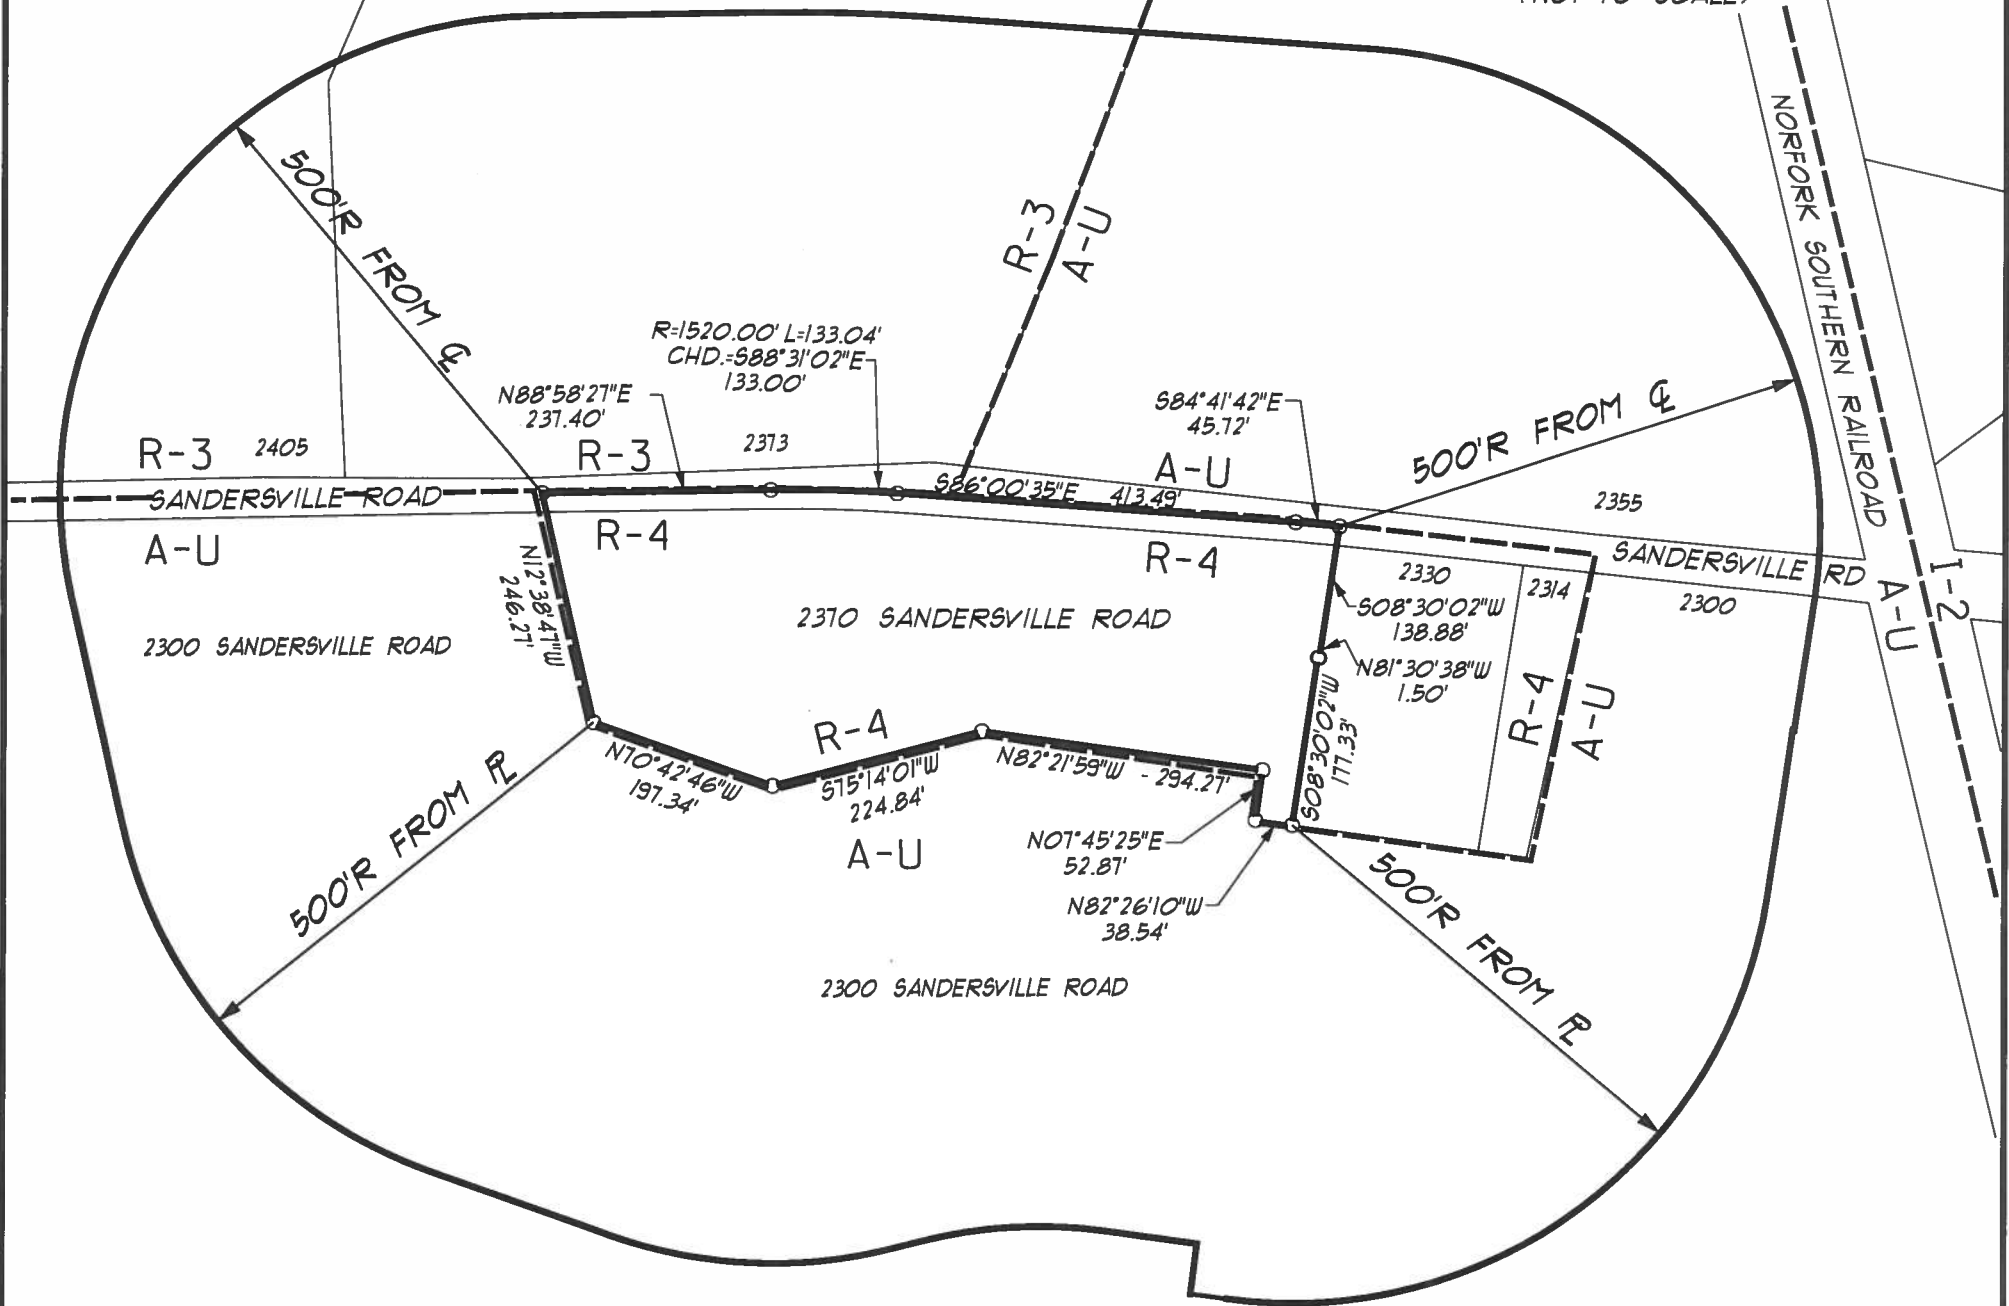 500'R FROM ℄
R-3
A-U
NORFORK SOUTHERN RAILROAD
R=1520.00' L=133.04'
CHD.=S88°31'02"E
133.00'
N88°58'27"E
237.40'
S84°41'42"E
45.72'
500'R FROM ℄
R-3
2405
R-3
2373
A-U
2355
SANDERSVILLE ROAD
S86°00'35"E 413.49'
A-U
R-4
R-4
SANDERSVILLE RD
A-U
I-2
N12°38'47"W
246.27'
2330
2314
2300
S08°30'02"W
138.88'
2370 SANDERSVILLE ROAD
2300 SANDERSVILLE ROAD
N81°30'38"W
1.50'
S08°30'02"W
177.33'
R-4
A-U
R-4
N70°42'46"W
197.34'
S75°14'01"W
224.84'
N82°21'59"W - 294.27'
A-U
N07°45'25"E
52.87'
N82°26'10"W
38.54'
500'R FROM ⅊
500'R FROM ⅊
2300 SANDERSVILLE ROAD